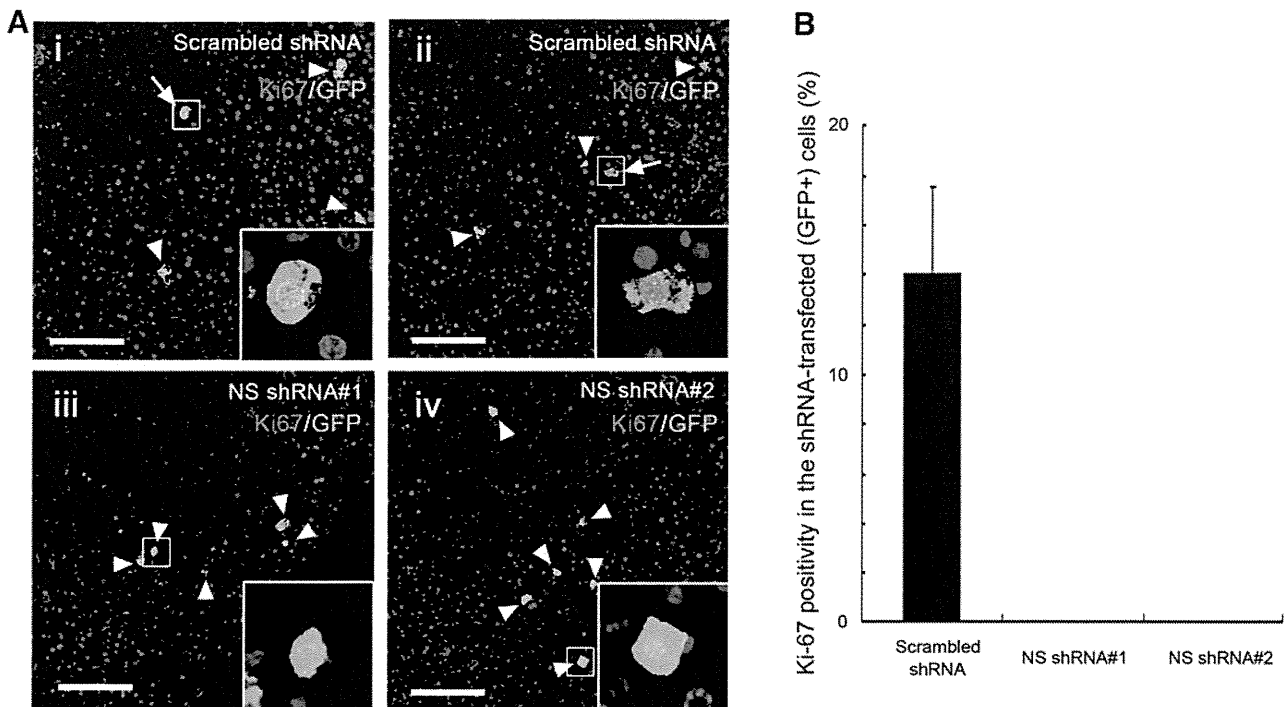 A
i
Scrambled shRNA
Ki67/GFP
ii
Scrambled shRNA
Ki67/GFP
iii
NS shRNA#1
Ki67/GFP
iv
NS shRNA#2
Ki67/GFP
B
Ki-67 positivity in the shRNA-transfected (GFP+) cells (%)
20
10
0
Scrambled
shRNA
NS shRNA#1
NS shRNA#2